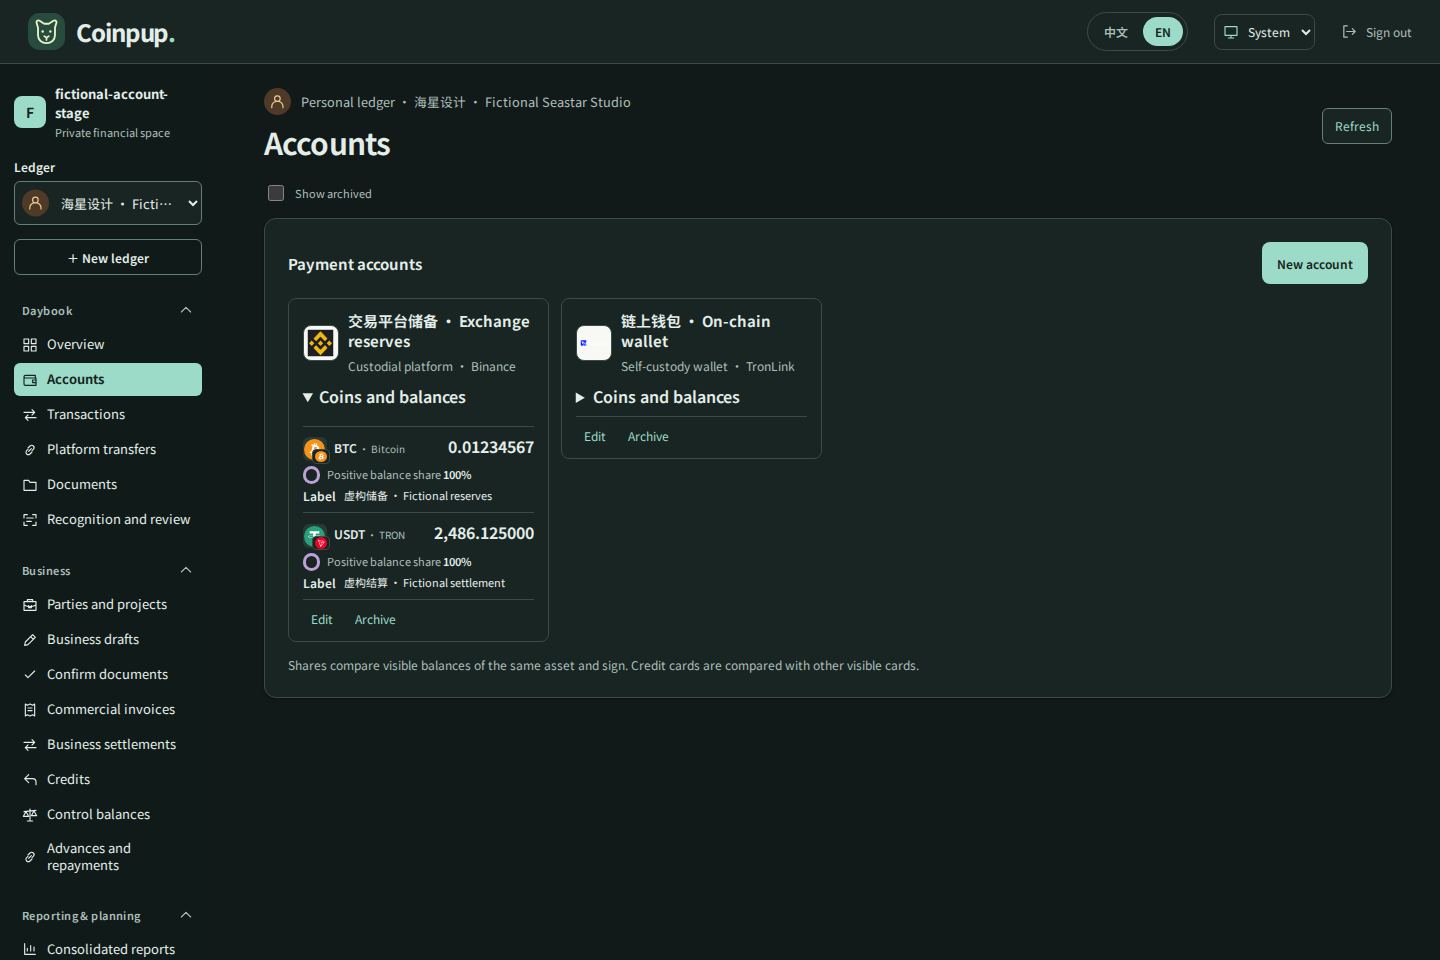 Coinpup.
中文 EN System Sign out
fictional-account-
stage
F
Private financial space
Ledger
海星设计 · Ficti···
+ New ledger
Daybook
Overview
Accounts
Transactions
Platform transfers
Documents
Recognition and review
Business
Parties and projects
Business drafts
Confirm documents
Commercial invoices
Business settlements
Credits
Control balances
Advances and
repayments
Reporting & planning
Consolidated reports
Personal ledger · 海星设计 · Fictional Seastar Studio
Accounts
Refresh
Show archived
Payment accounts
New account
交易平台储备 · Exchange
reserves
Custodial platform · Binance
Coins and balances
BTC · Bitcoin 0.01234567
Positive balance share 100%
Label 虚构储备 · Fictional reserves
USDT · TRON 2,486.125000
Positive balance share 100%
Label 虚构结算 · Fictional settlement
Edit Archive
链上钱包 · On-chain
wallet
Self-custody wallet · TronLink
Coins and balances
Edit Archive
Shares compare visible balances of the same asset and sign. Credit cards are compared with other visible cards.